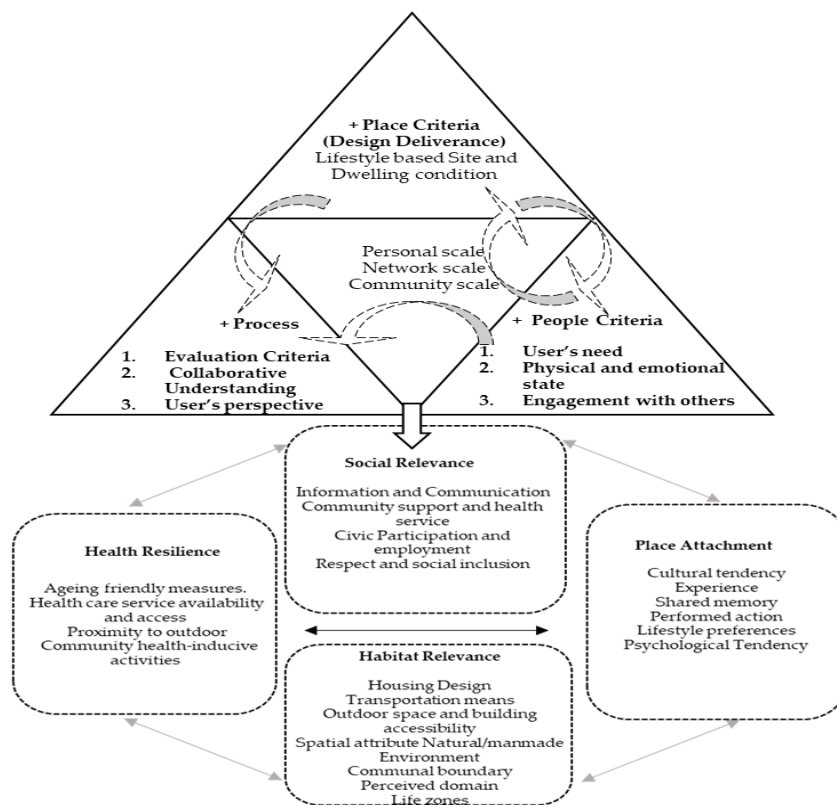 + Place Criteria
(Design Deliverance)
Lifestyle based Site and
Dwelling condition
Personal scale
Network scale
Community scale
+ Process
1. Evaluation Criteria
2. Collaborative
Understanding
3. User's perspective
+ People Criteria
1. User's need
2. Physical and emotional
state
3. Engagement with others
Social Relevance
Information and Communication
Community support and health
service
Civic Participation and
employment
Respect and social inclusion
Health Resilience
Ageing friendly measures.
Health care service availability
and access
Proximity to outdoor
Community health-inducive
activities
Place Attachment
Cultural tendency
Experience
Shared memory
Performed action
Lifestyle preferences
Psychological Tendency
Habitat Relevance
Housing Design
Transportation means
Outdoor space and building
accessibility
Spatial attribute Natural/manmade
Environment
Communal boundary
Perceived domain
Life zones